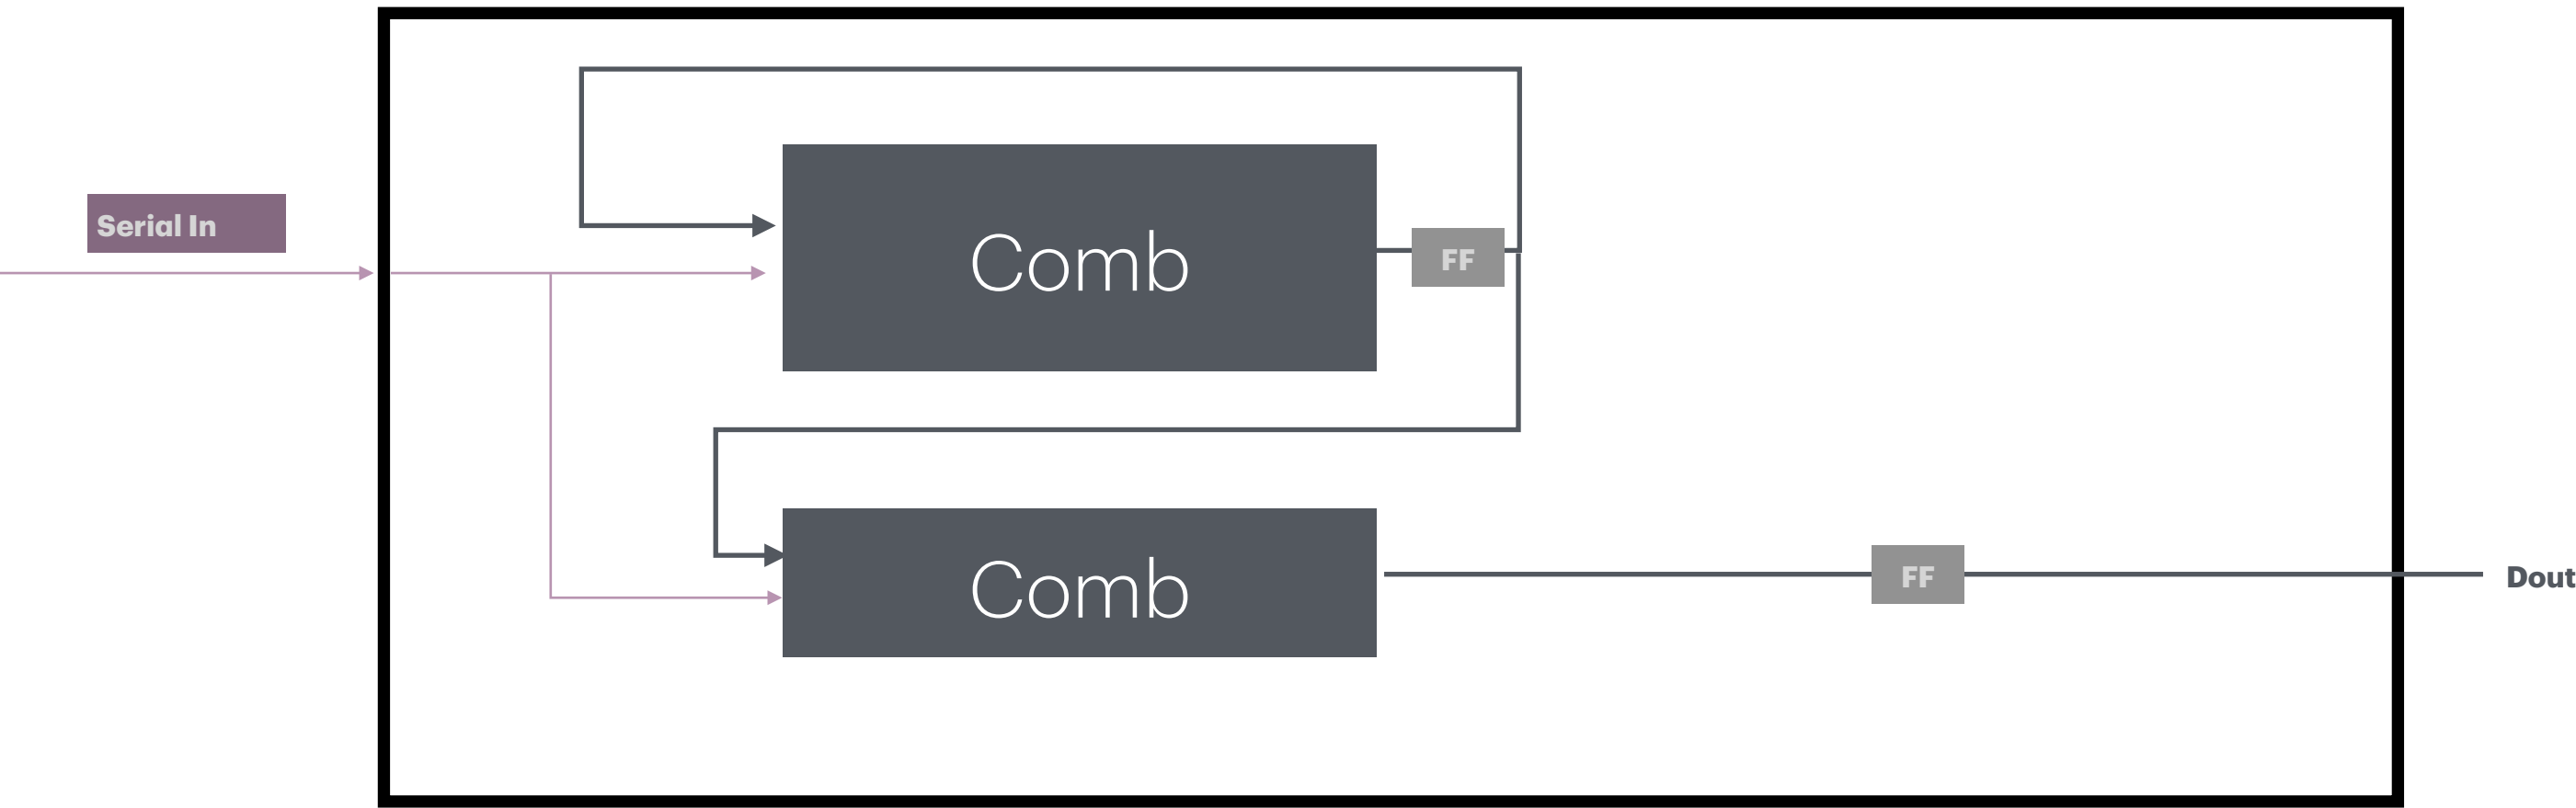 Serial In
Comb
FF
Comb
FF
Dout